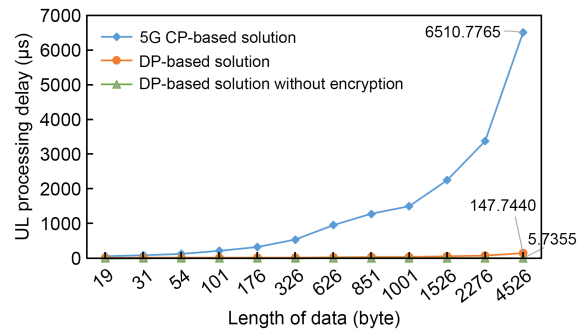 UL processing delay (μs)
7000
6000
5000
4000
3000
2000
1000
0
5G CP-based solution
DP-based solution
DP-based solution without encryption
6510.7765
147.7440
5.7355
19 31 54 101 176 326 626 851 1001 1526 2276 4526
Length of data (byte)